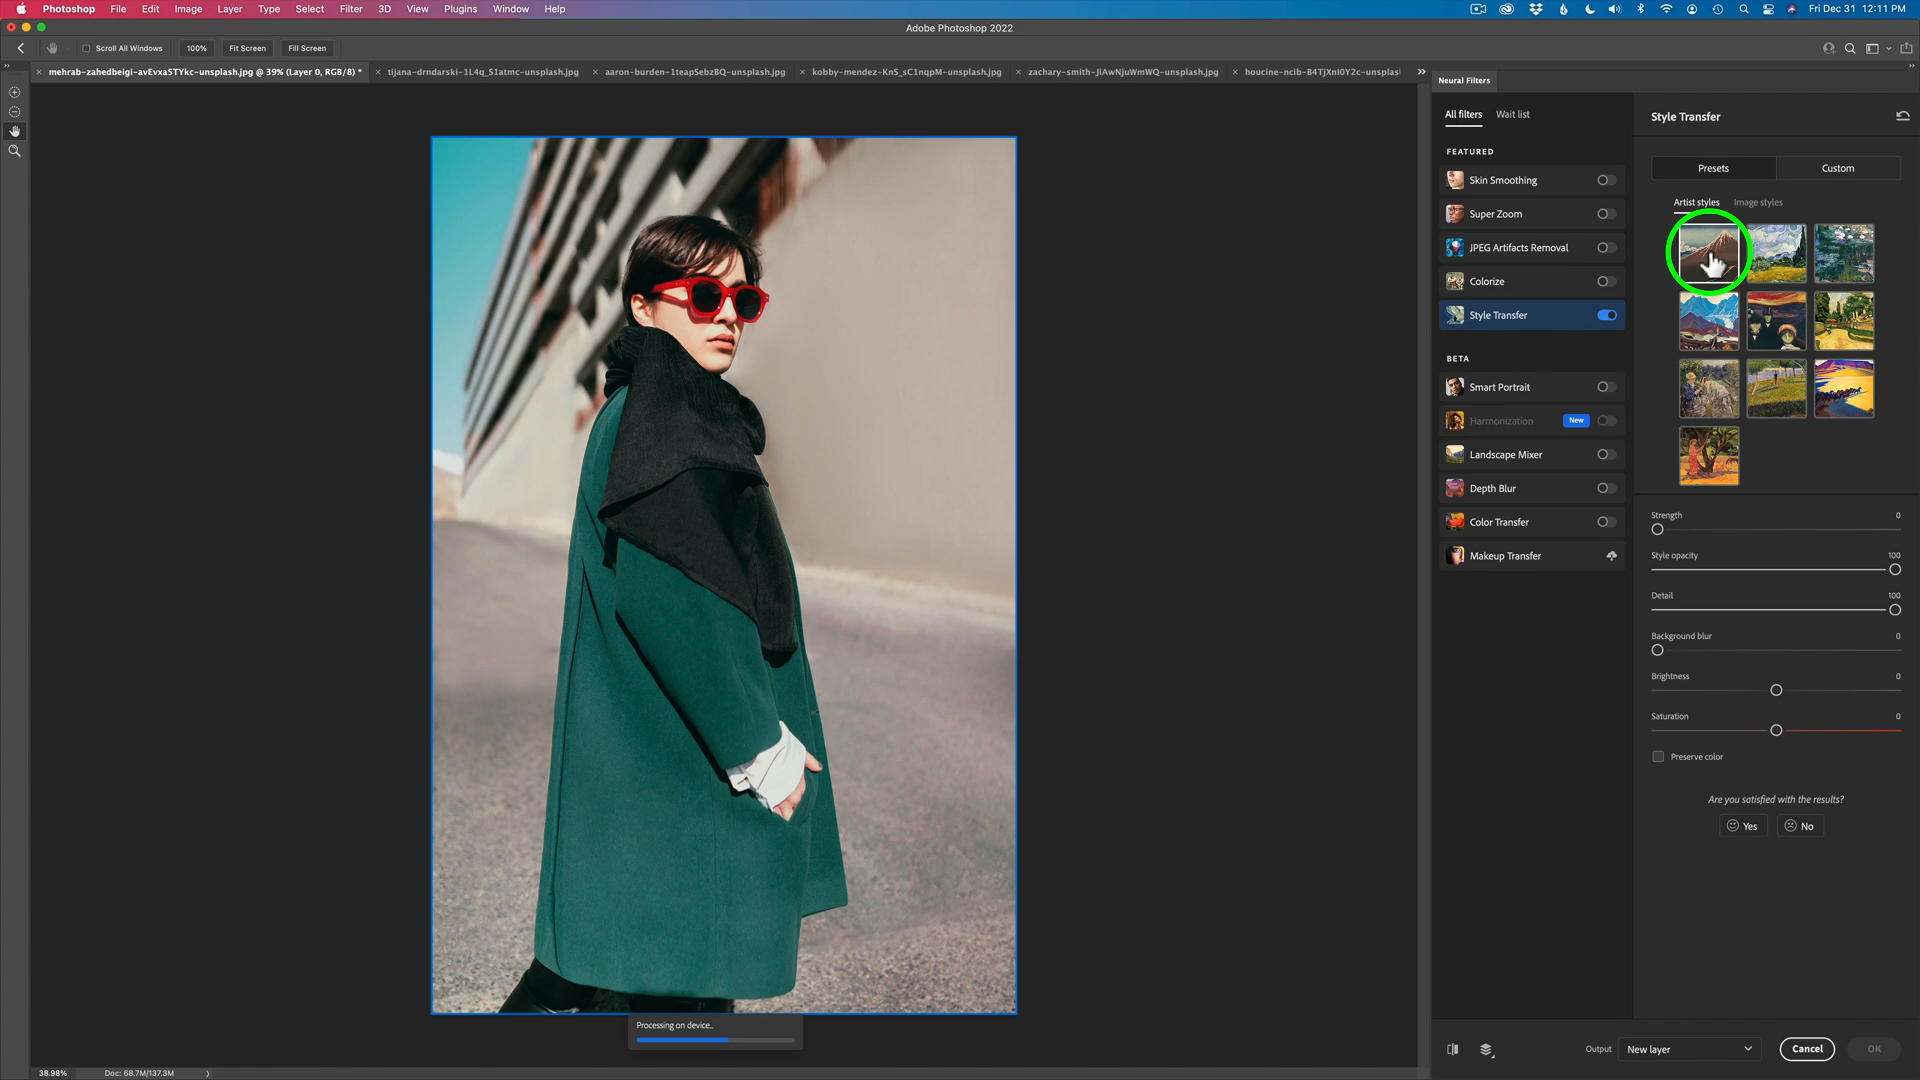 Photoshop File Edit Image Layer Type Select Filter 3D View Plugins Window Help Fri Dec 31 12:11 PM
Adobe Photoshop 2022
Scroll All Windows 100% Fit Screen Fill Screen
mehrab-zahedbeigi-avEvxa5TYkc-unsplash.jpg @ 39% (Layer 0, RGB/8) * tijana-drndarski-1L4q_S1atmc-unsplash.jpg aaron-burden-1teapSebzBQ-unsplash.jpg kobby-mendez-KnS_sC1nqpM-unsplash.jpg zachary-smith-JiAwNjuWmWQ-unsplash.jpg houcine-ncib-B4TjXnI0Y2c-unsplas
Neural Filters
All filters Wait list
FEATURED
Skin Smoothing
Super Zoom
JPEG Artifacts Removal
Colorize
Style Transfer
BETA
Smart Portrait
Harmonization New
Landscape Mixer
Depth Blur
Color Transfer
Makeup Transfer
Style Transfer
Presets Custom
Artist styles Image styles
Strength 0
Style opacity 100
Detail 100
Background blur 0
Brightness 0
Saturation 0
Preserve color
Are you satisfied with the results?
Yes No
Processing on device..
Output New layer Cancel OK
38.98% Doc: 68.7M/137.3M